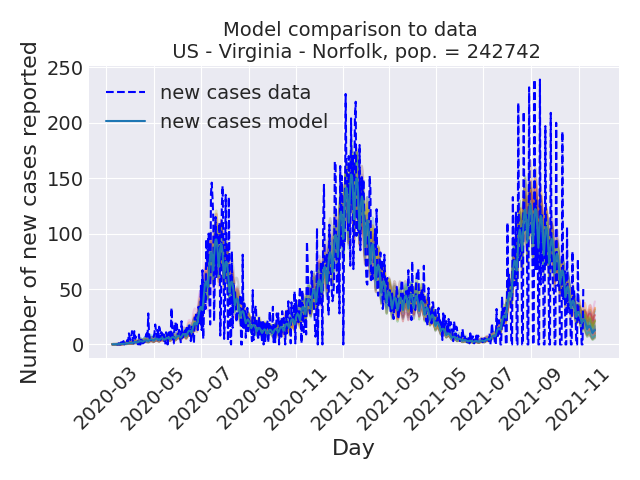 Model comparison to data
US - Virginia - Norfolk, pop. = 242742
Number of new cases reported
250
200
150
100
50
0
new cases data
new cases model
2020-03
2020-05
2020-07
2020-09
2020-11
2021-01
2021-03
2021-05
2021-07
2021-09
2021-11
Day